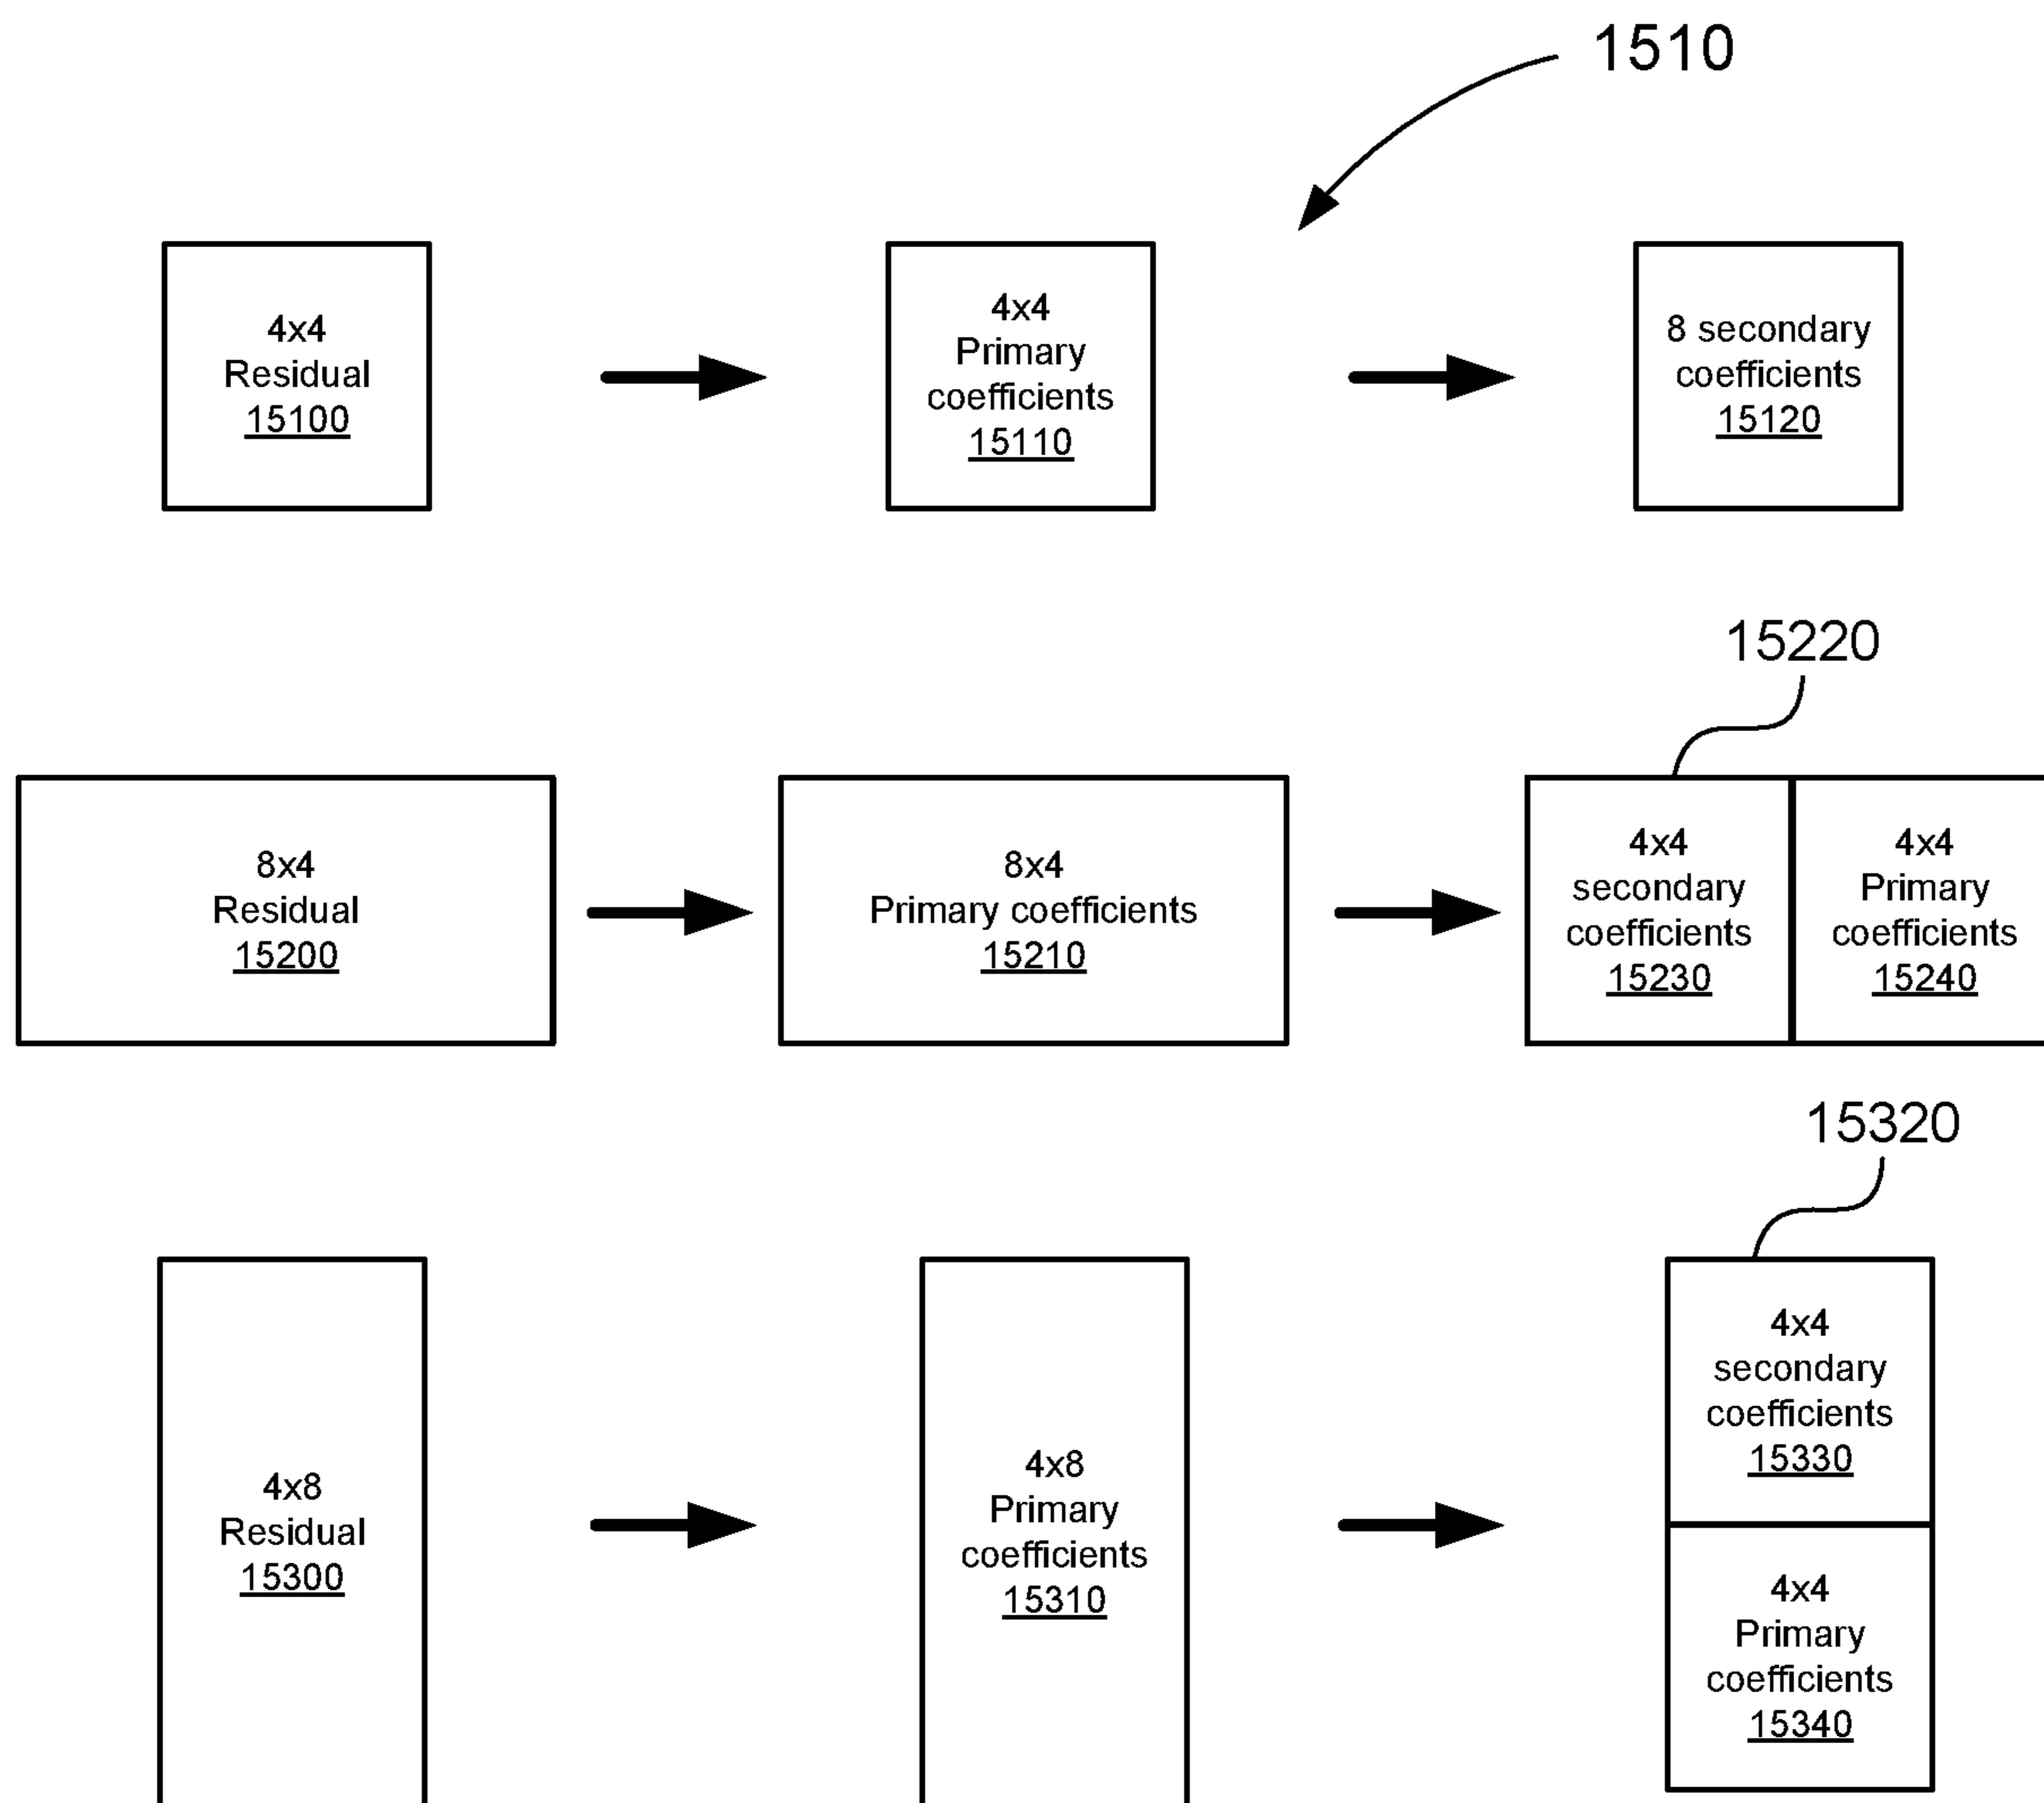 1510
4x4
Residual
15100
4x4
Primary
coefficients
15110
8 secondary
coefficients
15120
15220
8x4
Residual
15200
8x4
Primary coefficients
15210
4x4
secondary
coefficients
15230
4x4
Primary
coefficients
15240
15320
4x8
Residual
15300
4x8
Primary
coefficients
15310
4x4
secondary
coefficients
15330
4x4
Primary
coefficients
15340